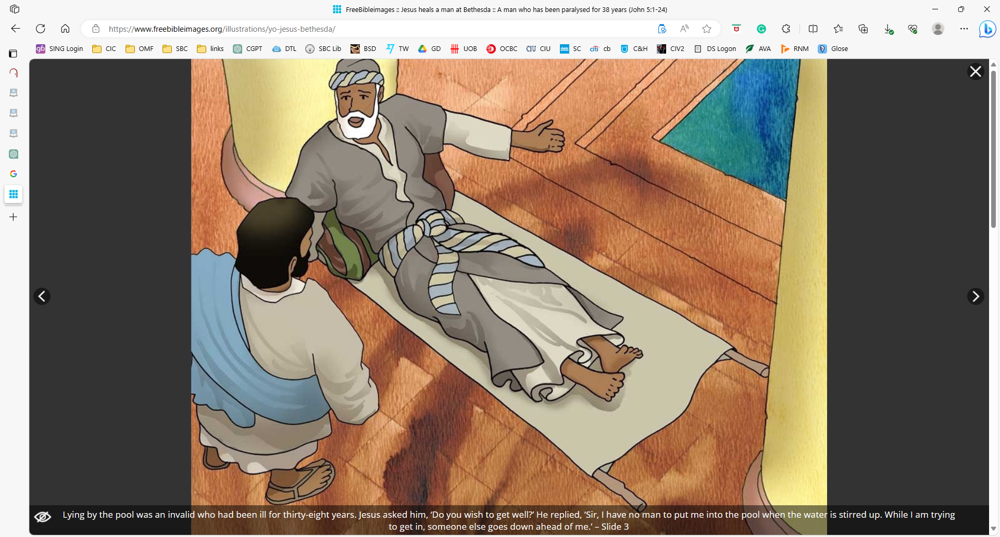 FreeBibleimages :: Jesus heals a man at Bethesda :: A man who has been paralysed for 38 years (John 5:1-24)
https://www.freebibleimages.org/illustrations/yo-jesus-bethesda/
gb SING Login CIC OMF SBC links CGPT DTL SBC Lib BSD TW GD UOB OCBC CIU CIU SC citi cb C&H CIV2 DS Logon AVA RNM Glose
Lying by the pool was an invalid who had been ill for thirty-eight years. Jesus asked him, ‘Do you wish to get well?’ He replied, ‘Sir, I have no man to put me into the pool when the water is stirred up. While I am trying
to get in, someone else goes down ahead of me.’ – Slide 3